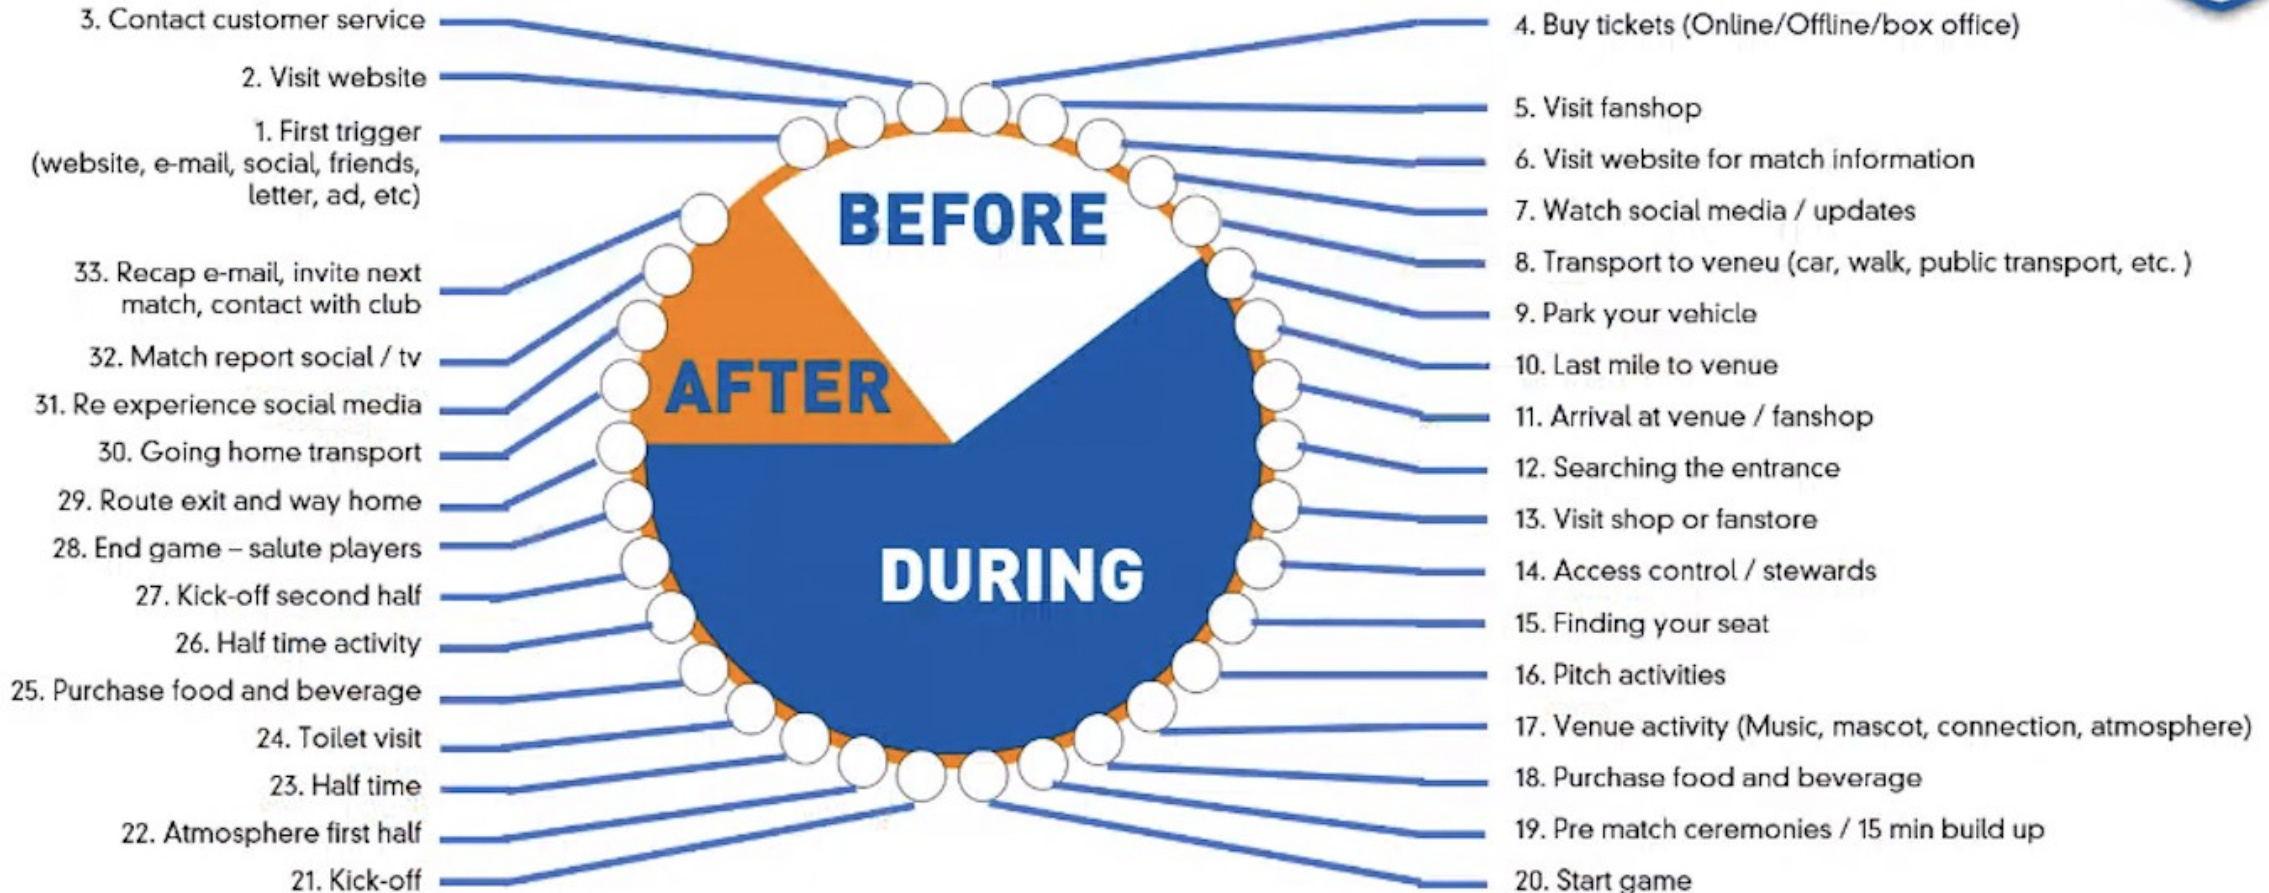 3. Contact customer service
2. Visit website
1. First trigger
(website, e-mail, social, friends,
letter, ad, etc)
33. Recap e-mail, invite next
match, contact with club
32. Match report social / tv
31. Re experience social media
30. Going home transport
29. Route exit and way home
28. End game – salute players
27. Kick-off second half
26. Half time activity
25. Purchase food and beverage
24. Toilet visit
23. Half time
22. Atmosphere first half
21. Kick-off
BEFORE
AFTER
DURING
4. Buy tickets (Online/Offline/box office)
5. Visit fanshop
6. Visit website for match information
7. Watch social media / updates
8. Transport to veneu (car, walk, public transport, etc. )
9. Park your vehicle
10. Last mile to venue
11. Arrival at venue / fanshop
12. Searching the entrance
13. Visit shop or fanstore
14. Access control / stewards
15. Finding your seat
16. Pitch activities
17. Venue activity (Music, mascot, connection, atmosphere)
18. Purchase food and beverage
19. Pre match ceremonies / 15 min build up
20. Start game